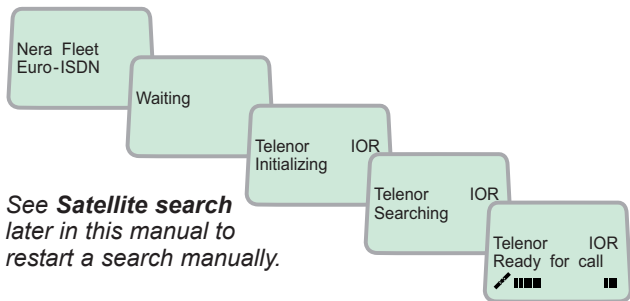 Nera Fleet
Euro-ISDN
Waiting
Telenor IOR
Initializing
Telenor IOR
Searching
Telenor IOR
Ready for call
See Satellite search
later in this manual to
restart a search manually.